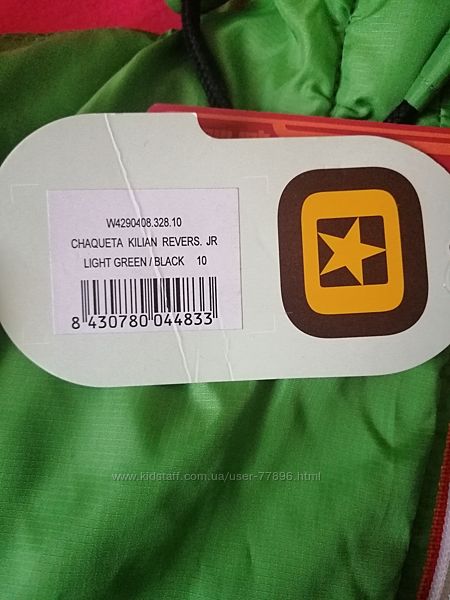 W4290408.328.10
CHAQUETA KILIAN REVERS. JR
LIGHT GREEN / BLACK 10
8 430780 044833
www.kidstaff.com.ua/user-77896.html